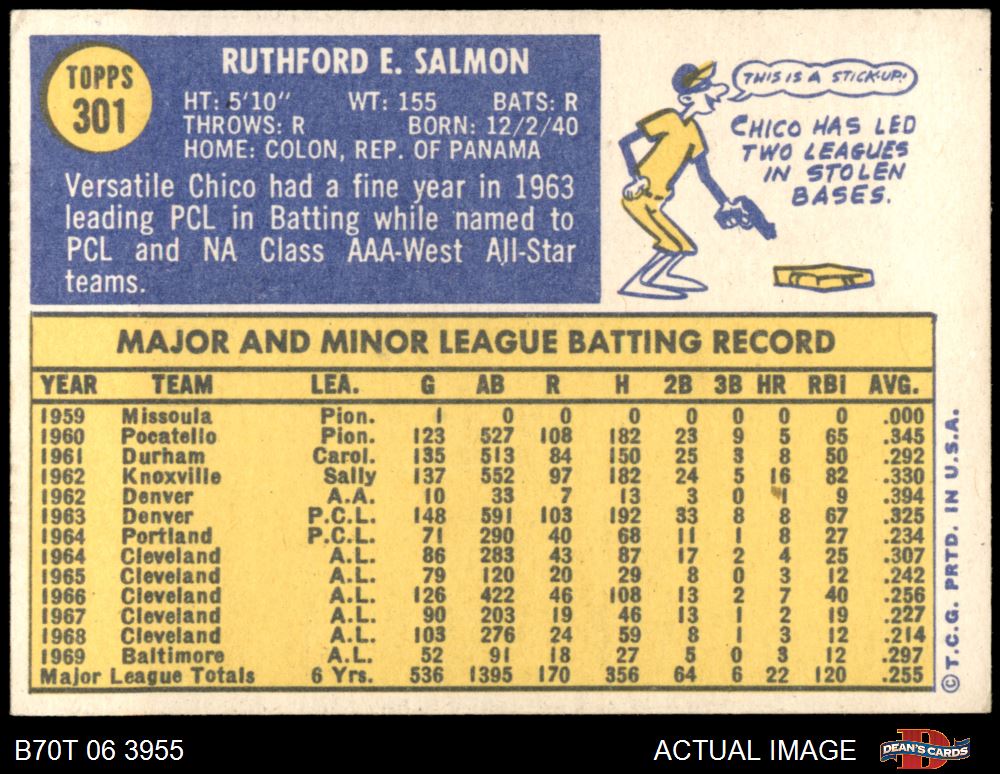 TOPPS
301
RUTHFORD E. SALMON
HT: 5'10" WT: 155 BATS: R
THROWS: R BORN: 12/2/40
HOME: COLON, REP. OF PANAMA
Versatile Chico had a fine year in 1963
leading PCL in Batting while named to
PCL and NA Class AAA-West All-Star
teams.
THIS IS A STICK-UP!
CHICO HAS LED
TWO LEAGUES
IN STOLEN
BASES.
MAJOR AND MINOR LEAGUE BATTING RECORD
YEAR TEAM LEA. G AB R H 2B 3B HR RBI AVG.
1959 Missoula Pion. 1 0 0 0 0 0 0 0 .000
1960 Pocatello Pion. 123 527 108 182 23 9 5 65 .345
1961 Durham Carol. 135 513 84 150 25 3 8 50 .292
1962 Knoxville Sally 137 552 97 182 24 5 16 82 .330
1962 Denver A.A. 10 33 7 13 3 0 1 9 .394
1963 Denver P.C.L. 148 591 103 192 33 8 8 67 .325
1964 Portland P.C.L. 71 290 40 68 11 1 8 27 .234
1964 Cleveland A.L. 86 283 43 87 17 2 4 25 .307
1965 Cleveland A.L. 79 120 20 29 8 0 3 12 .242
1966 Cleveland A.L. 126 422 46 108 13 2 7 40 .256
1967 Cleveland A.L. 90 203 19 46 13 1 2 19 .227
1968 Cleveland A.L. 103 276 24 59 8 1 3 12 .214
1969 Baltimore A.L. 52 91 18 27 5 0 3 12 .297
Major League Totals 6 Yrs. 536 1395 170 356 64 6 22 120 .255
©T.C.G. PRTD. IN U.S.A.
B70T 06 3955
ACTUAL IMAGE
DEAN'S CARDS